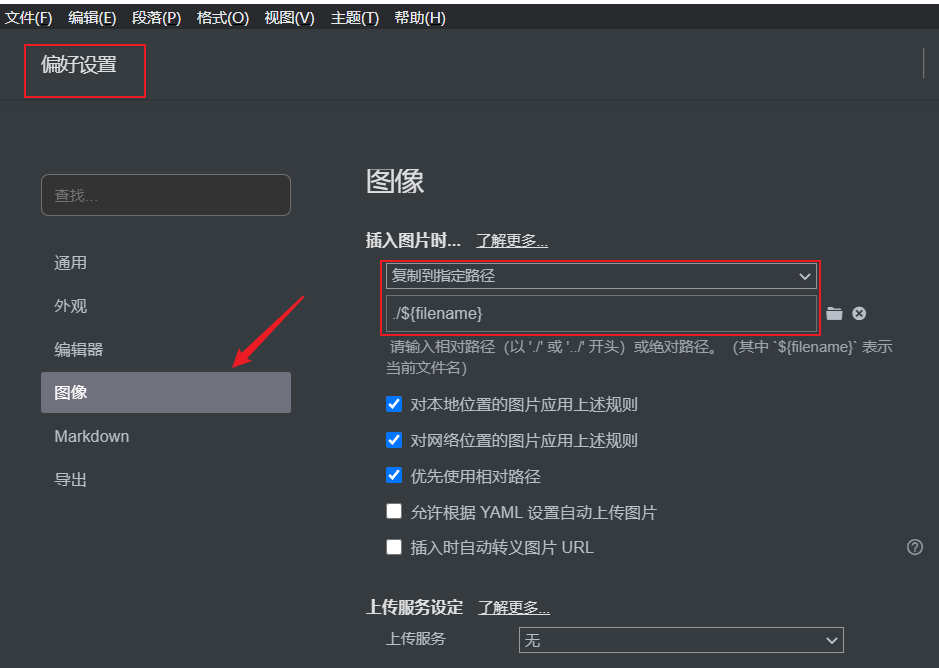 文件(F) 编辑(E) 段落(P) 格式(O) 视图(V) 主题(T) 帮助(H)
偏好设置
查找...
通用
外观
编辑器
图像
Markdown
导出
图像
插入图片时... 了解更多...
复制到指定路径
./${filename}
请输入相对路径（以 './' 或 '../' 开头）或绝对路径。（其中 `${filename}` 表示
当前文件名)
对本地位置的图片应用上述规则
对网络位置的图片应用上述规则
优先使用相对路径
允许根据 YAML 设置自动上传图片
插入时自动转义图片 URL
上传服务设定 了解更多...
上传服务 无